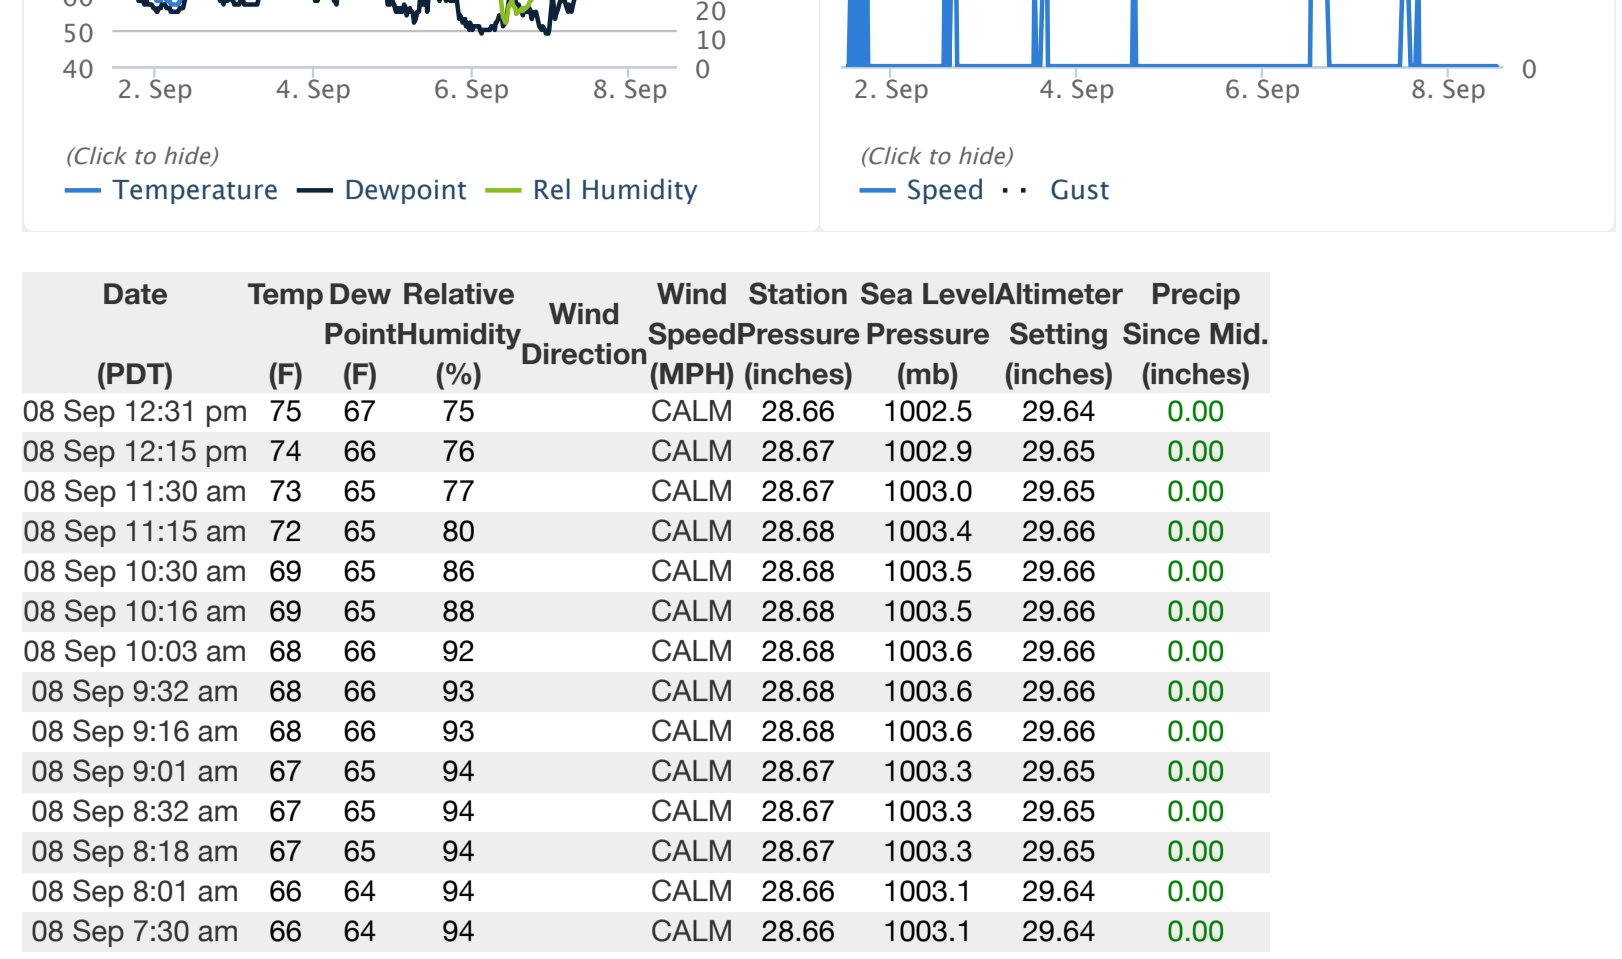 60
50
40
20
10
0
2. Sep 4. Sep 6. Sep 8. Sep
0
2. Sep 4. Sep 6. Sep 8. Sep
(Click to hide)
Temperature Dewpoint Rel Humidity
(Click to hide)
Speed Gust
Date Temp Dew Relative Wind Wind Station Sea Level Altimeter Precip
Point Humidity Direction Speed Pressure Pressure Setting Since Mid.
(PDT) (F) (F) (%) (MPH) (inches) (mb) (inches) (inches)
08 Sep 12:31 pm 75 67 75 CALM 28.66 1002.5 29.64 0.00
08 Sep 12:15 pm 74 66 76 CALM 28.67 1002.9 29.65 0.00
08 Sep 11:30 am 73 65 77 CALM 28.67 1003.0 29.65 0.00
08 Sep 11:15 am 72 65 80 CALM 28.68 1003.4 29.66 0.00
08 Sep 10:30 am 69 65 86 CALM 28.68 1003.5 29.66 0.00
08 Sep 10:16 am 69 65 88 CALM 28.68 1003.5 29.66 0.00
08 Sep 10:03 am 68 66 92 CALM 28.68 1003.6 29.66 0.00
08 Sep 9:32 am 68 66 93 CALM 28.68 1003.6 29.66 0.00
08 Sep 9:16 am 68 66 93 CALM 28.68 1003.6 29.66 0.00
08 Sep 9:01 am 67 65 94 CALM 28.67 1003.3 29.65 0.00
08 Sep 8:32 am 67 65 94 CALM 28.67 1003.3 29.65 0.00
08 Sep 8:18 am 67 65 94 CALM 28.67 1003.3 29.65 0.00
08 Sep 8:01 am 66 64 94 CALM 28.66 1003.1 29.64 0.00
08 Sep 7:30 am 66 64 94 CALM 28.66 1003.1 29.64 0.00